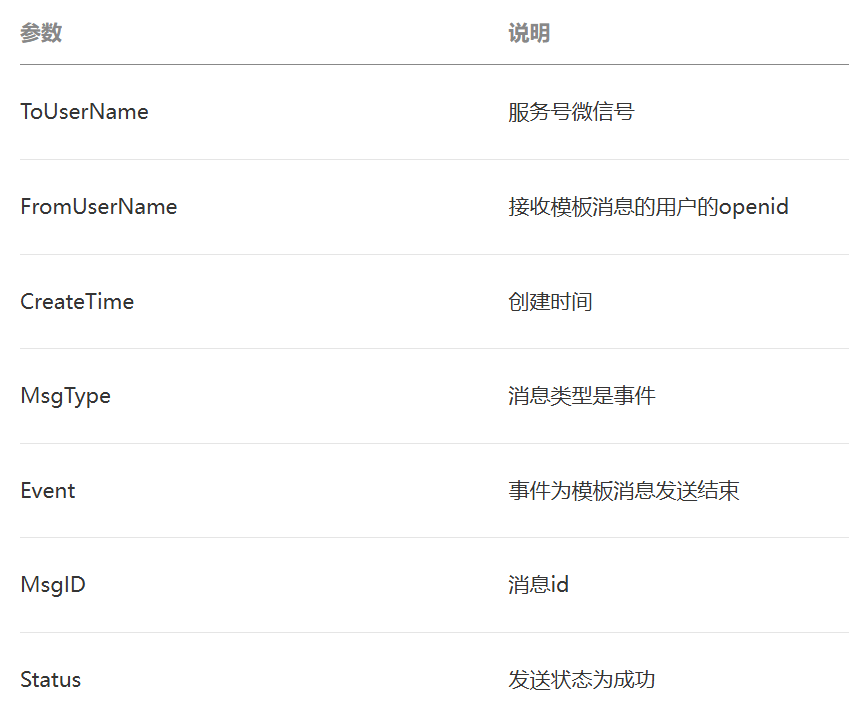 参数 说明
ToUserName 服务号微信号
FromUserName 接收模板消息的用户的openid
CreateTime 创建时间
MsgType 消息类型是事件
Event 事件为模板消息发送结束
MsgID 消息id
Status 发送状态为成功